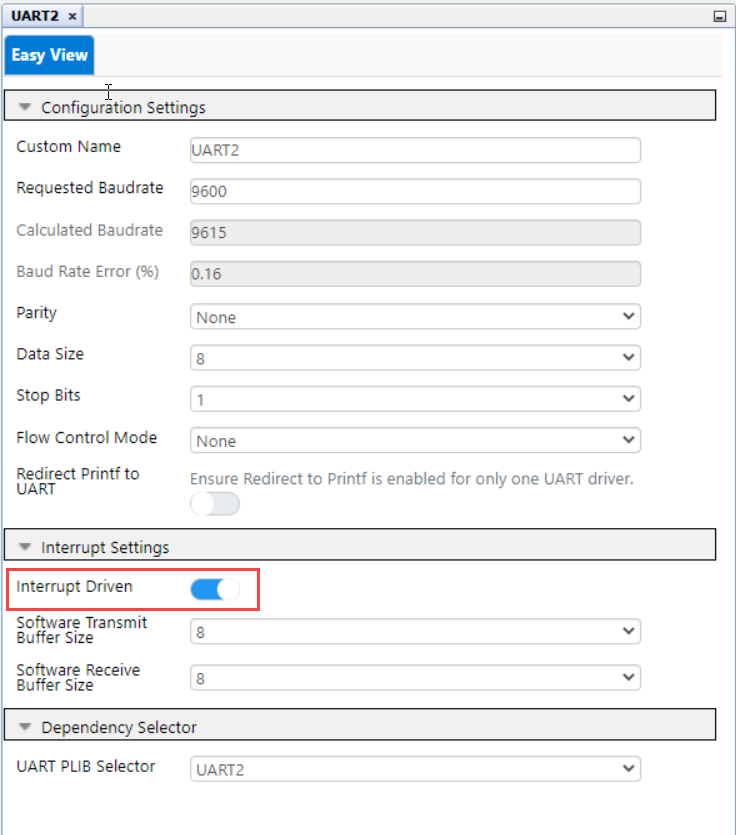 UART2 ×
Easy View
Configuration Settings
Custom Name UART2
Requested Baudrate 9600
Calculated Baudrate 9615
Baud Rate Error (%) 0.16
Parity None
Data Size 8
Stop Bits 1
Flow Control Mode None
Redirect Printf to
UART
Ensure Redirect to Printf is enabled for only one UART driver.
Interrupt Settings
Interrupt Driven
Software Transmit
Buffer Size
8
Software Receive
Buffer Size
8
Dependency Selector
UART PLIB Selector UART2